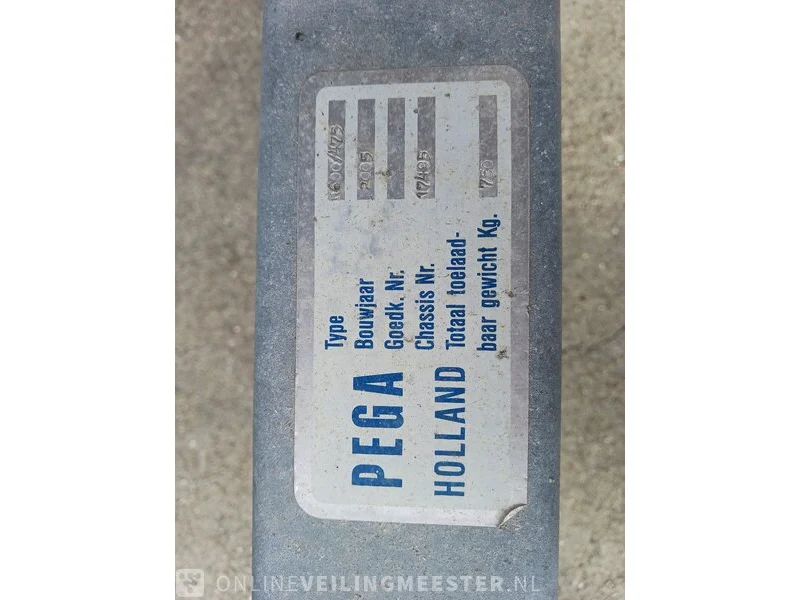 PEGA
HOLLAND
Type 1600/475
Bouwjaar 2005
Goedk. Nr.
Chassis Nr. 17495
Totaal toelaad-
baar gewicht Kg. 750
ONLINEVEILINGMEESTER.NL